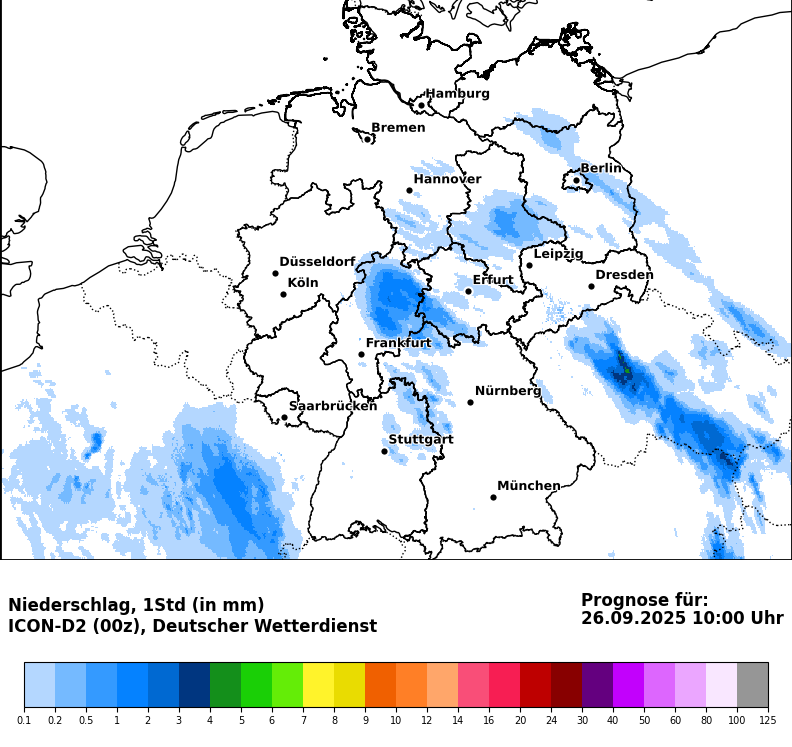 Hamburg
Bremen
Berlin
Hannover
Leipzig
Düsseldorf
Dresden
Köln
Erfurt
Frankfurt
Nürnberg
Saarbrücken
Stuttgart
München
Niederschlag, 1Std (in mm)
ICON-D2 (00z), Deutscher Wetterdienst
Prognose für:
26.09.2025 10:00 Uhr
0.1 0.2 0.5 1 2 3 4 5 6 7 8 9 10 12 14 16 20 24 30 40 50 60 80 100 125